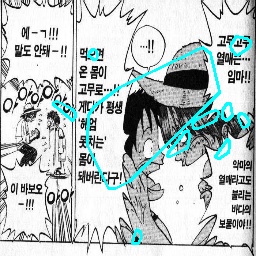 고무고무
열매는…
임마!!
…!!
악마의
열매라고도
불리는
바다의
보물이야!!
먹으면
온 몸이
고무로…!
게다가 평생
해엄
못치는
몸이
돼버린다구!
에-ㄱ!!!
말도 안돼-!!
이 바보오
-!!!